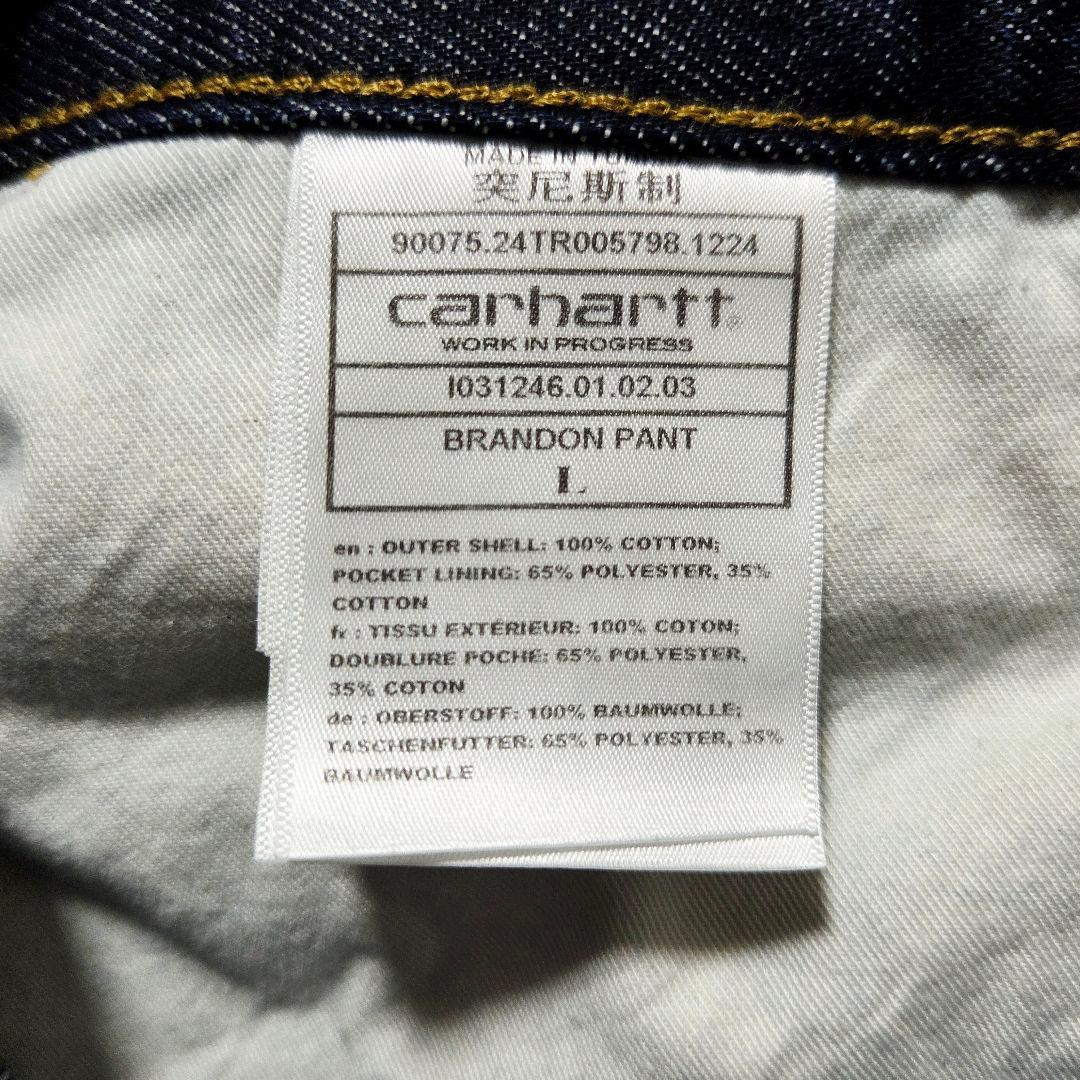 MADE IN
突尼斯制
90075.24TR005798.1224
carhartt®
WORK IN PROGRESS
I031246.01.02.03
BRANDON PANT
L
en : OUTER SHELL: 100% COTTON;
POCKET LINING: 65% POLYESTER, 35%
COTTON
fr : TISSU EXTÉRIEUR: 100% COTON;
DOUBLURE POCHE: 65% POLYESTER,
35% COTON
de : OBERSTOFF: 100% BAUMWOLLE;
TASCHENFUTTER: 65% POLYESTER, 35%
BAUMWOLLE